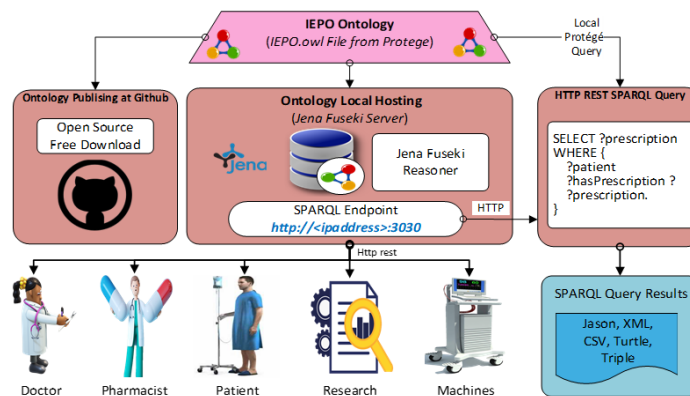 IEPO Ontology
(IEPO.owl File from Protege)
Local
Protégé
Query
Ontology Publising at Github
Open Source
Free Download
Ontology Local Hosting
(Jena Fuseki Server)
Jena
Jena Fuseki
Reasoner
SPARQL Endpoint
http://<ipaddress>:3030
HTTP
HTTP REST SPARQL Query
SELECT ?prescription
WHERE {
?patient
?hasPrescription ?
?prescription.
}
Http rest
SPARQL Query Results
Jason, XML,
CSV, Turtle,
Triple
Doctor
Pharmacist
Patient
Research
Machines